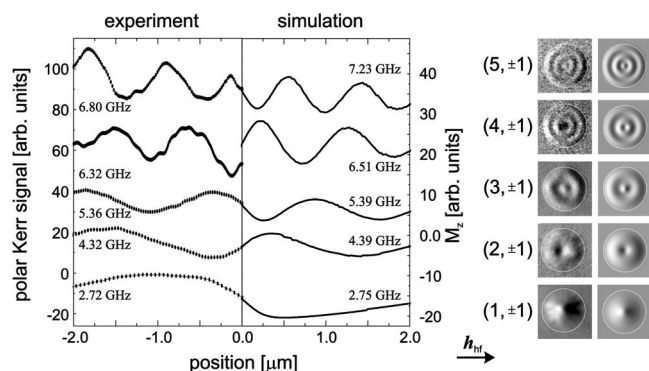 experiment simulation
polar Kerr signal [arb. units]
100
80
60
40
20
0
-20
6.80 GHz
6.32 GHz
5.36 GHz
4.32 GHz
2.72 GHz
7.23 GHz
6.51 GHz
5.39 GHz
4.39 GHz
2.75 GHz
40
30
20
10
0.0
-10
-20
M_z [arb. units]
-2.0 -1.0 0.0 1.0 2.0
position [μm]
h_hf
(5, ±1)
(4, ±1)
(3, ±1)
(2, ±1)
(1, ±1)